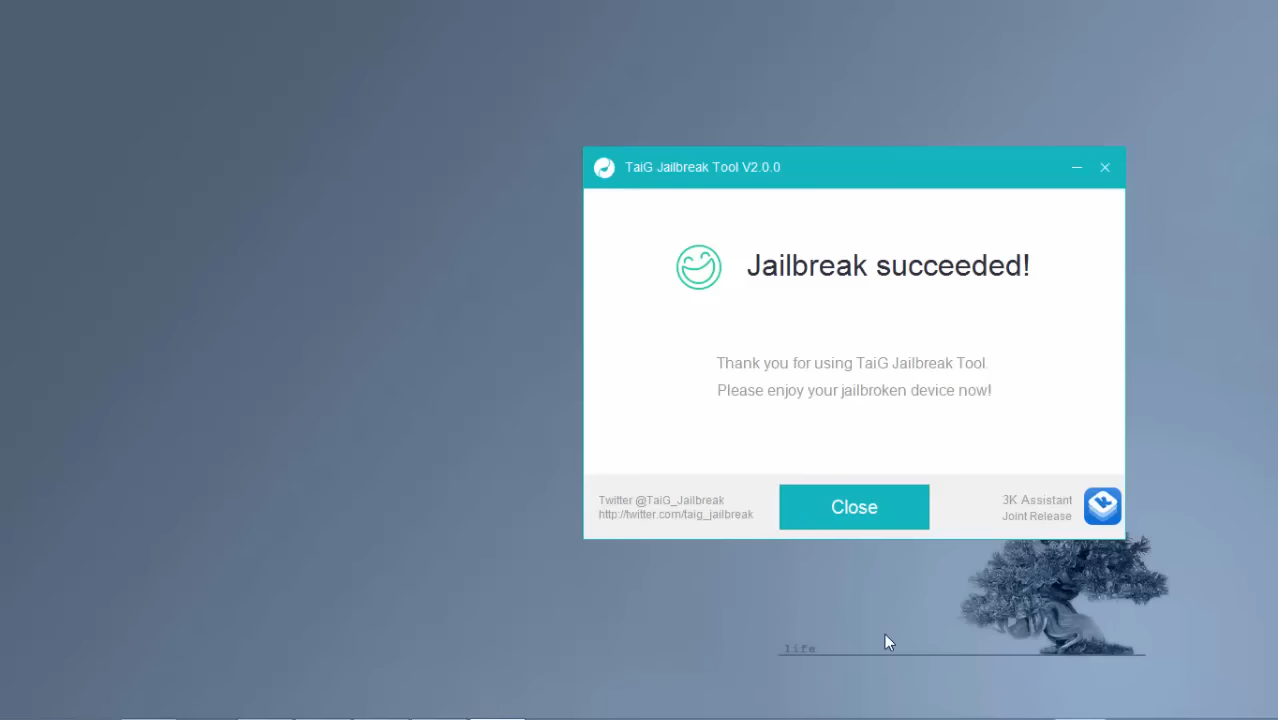 TaiG Jailbreak Tool V2.0.0
Jailbreak succeeded!
Thank you for using TaiG Jailbreak Tool.
Please enjoy your jailbroken device now!
Twitter @TaiG_Jailbreak
http://twitter.com/taig_jailbreak
Close
3K Assistant
Joint Release
life